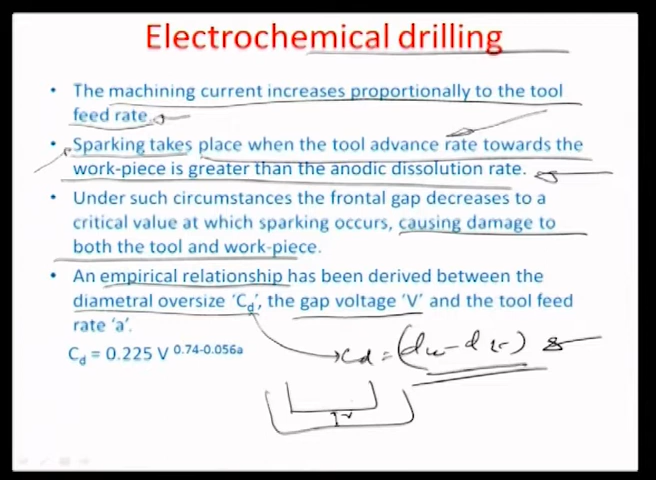 Electrochemical drilling
• The machining current increases proportionally to the tool
feed rate.
• Sparking takes place when the tool advance rate towards the
work-piece is greater than the anodic dissolution rate.
• Under such circumstances the frontal gap decreases to a
critical value at which sparking occurs, causing damage to
both the tool and work-piece.
• An empirical relationship has been derived between the
diametral oversize 'Cd', the gap voltage 'V' and the tool feed
rate 'a'.
Cd = 0.225 V 0.74-0.056a
Cd = (dw - d